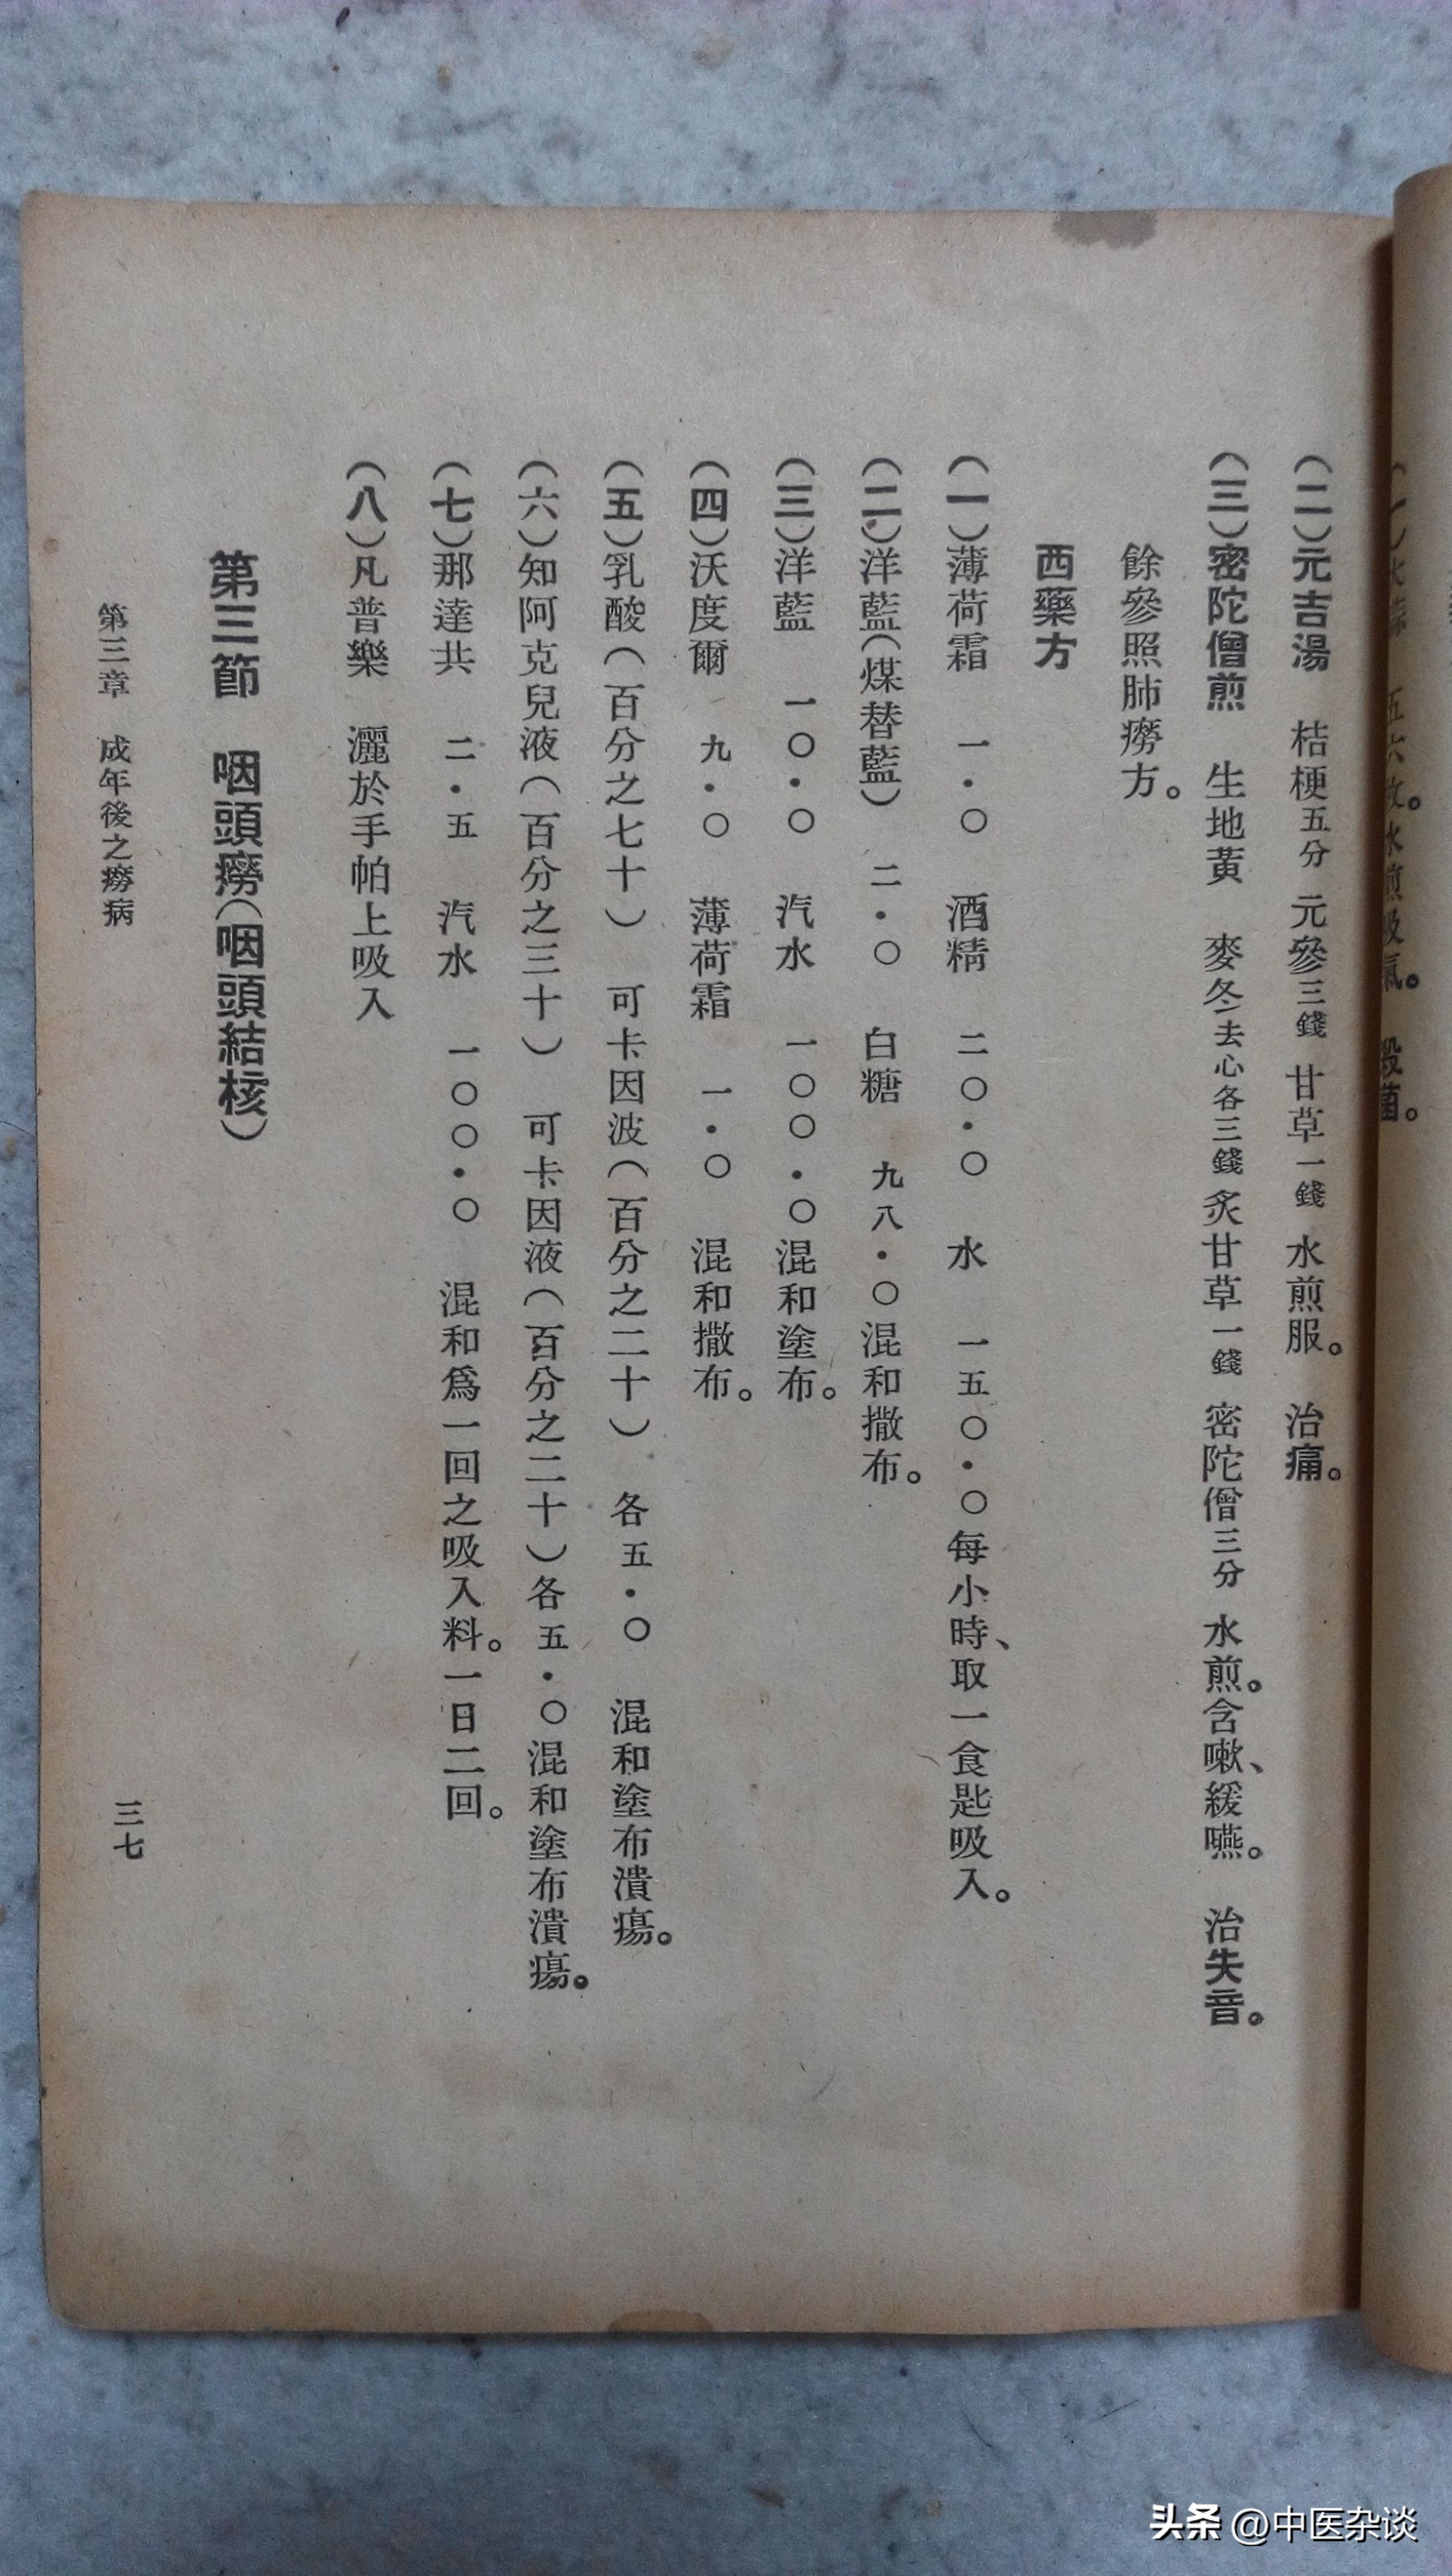 五六枚。水煎吸氣。　殺菌。
(二)元吉湯　桔梗五分　元參三錢　甘草一錢　水煎服。　治痛。
(三)密陀僧煎　生地黃　麥冬去心各三錢　炙甘草一錢　密陀僧三分　水煎。含嗽、緩嚥。　治失音。
餘參照肺癆方。
西藥方
(一)薄荷霜　一・〇　酒精　二〇・〇　水　一五〇・〇每小時、取一食匙吸入。
(二)洋藍(煤替藍)　二・〇　白糖　九八・〇混和撒布。
(三)洋藍　一〇・〇　汽水　一〇〇・〇混和塗布。
(四)沃度爾　九・〇　薄荷霜　一・〇　混和撒布。
(五)乳酸(百分之七十)　可卡因波(百分之二十)　各五・〇　混和塗布潰瘍。
(六)知阿克兒液(百分之三十)　可卡因液(百分之二十)各五・〇混和塗布潰瘍。
(七)那達共　二・五　汽水　一〇〇・〇　混和爲一回之吸入料。一日二回。
(八)凡普樂　灑於手帕上吸入
第三節　咽頭癆(咽頭結核)
第三章　成年後之癆病
三七
头条 @中医杂谈